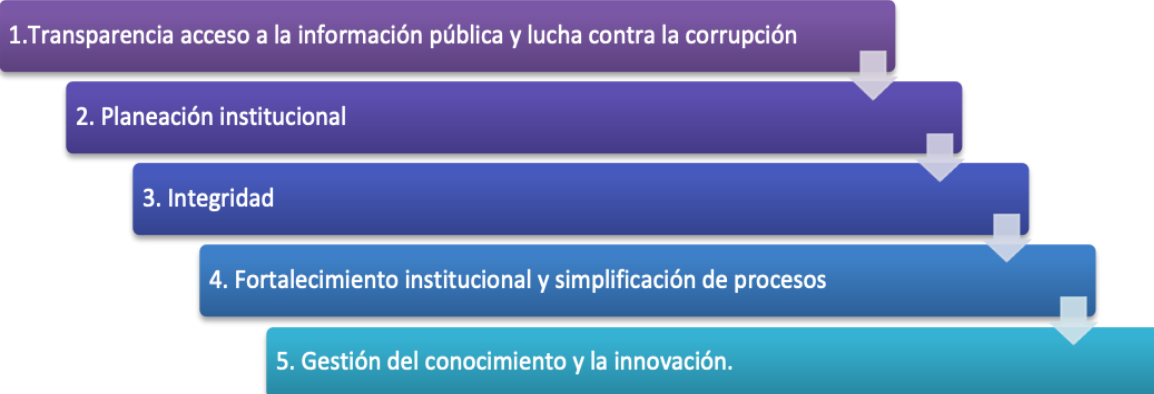 1.Transparencia acceso a la información pública y lucha contra la corrupción
2. Planeación institucional
3. Integridad
4. Fortalecimiento institucional y simplificación de procesos
5. Gestión del conocimiento y la innovación.